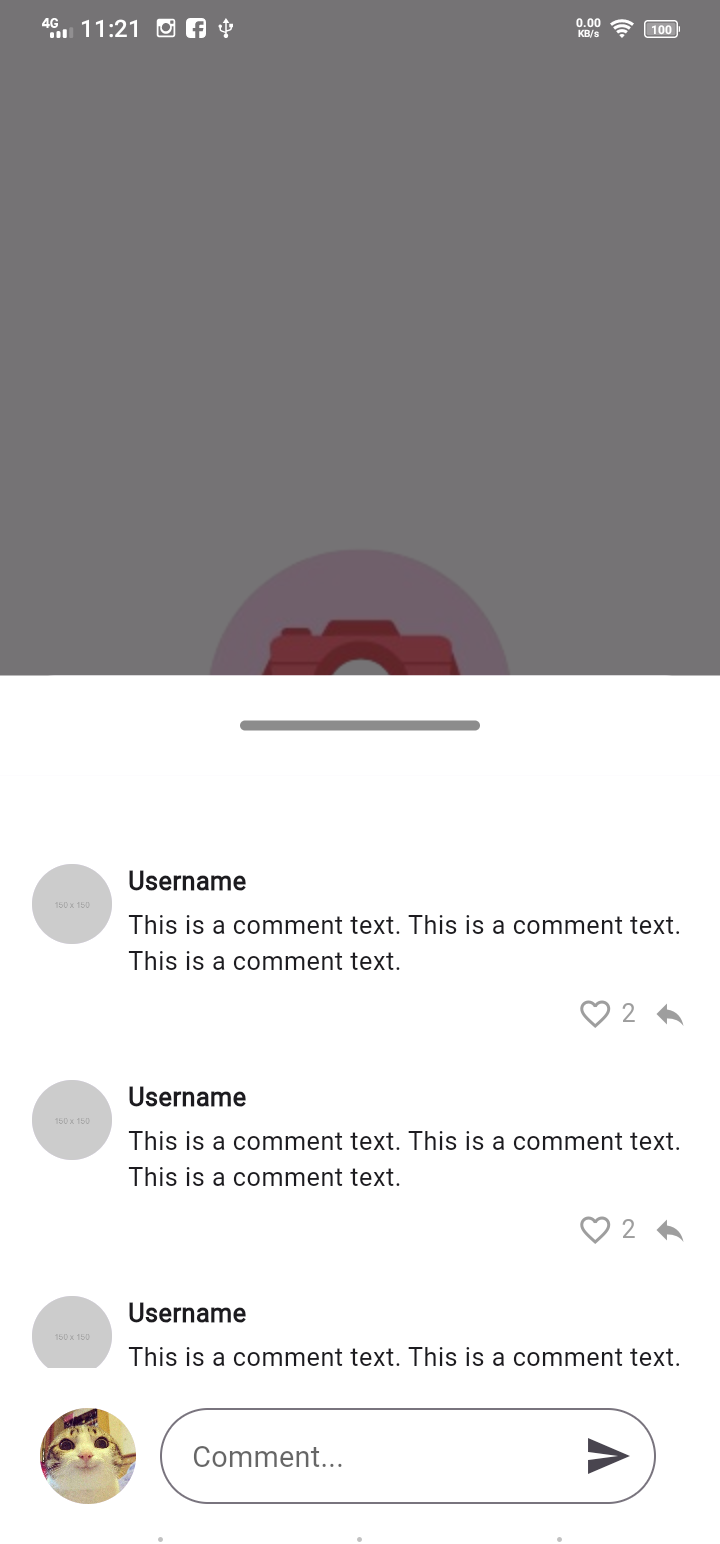 4G 11:21 0.00 KB/s 100
Username
150 x 150
This is a comment text. This is a comment text.
This is a comment text.
2
Username
150 x 150
This is a comment text. This is a comment text.
This is a comment text.
2
Username
150 x 150
This is a comment text. This is a comment text.
Comment...